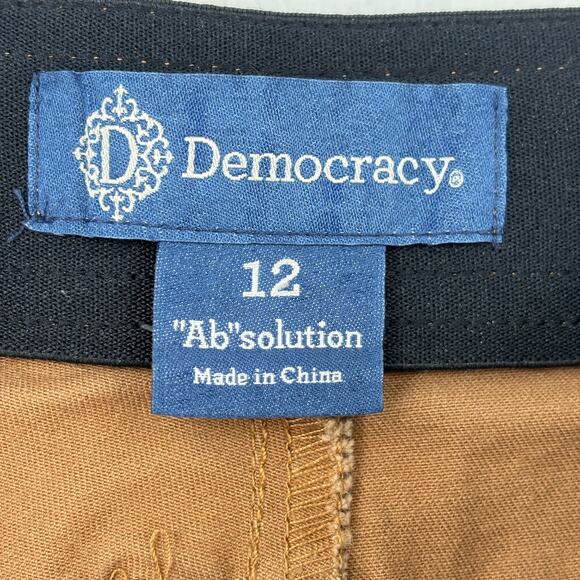 D Democracy®
12
"Ab"solution
Made in China